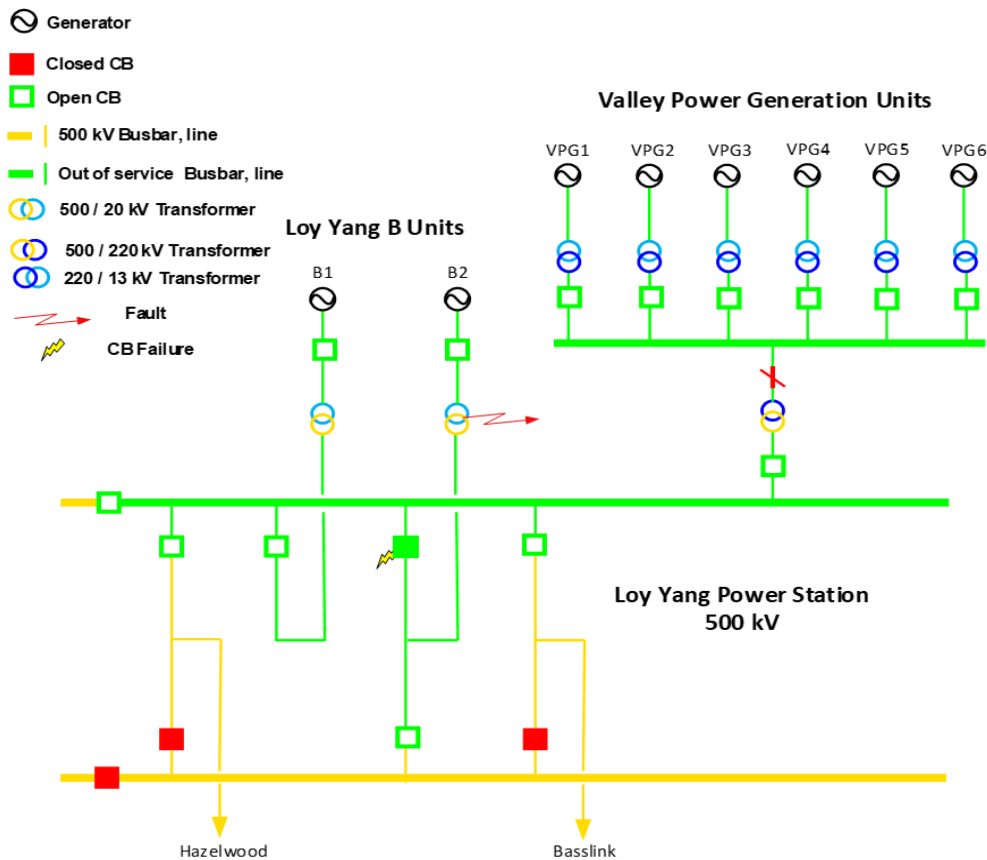 Generator
Closed CB
Open CB
500 kV Busbar, line
Out of service Busbar, line
500 / 20 kV Transformer
500 / 220 kV Transformer
220 / 13 kV Transformer
Fault
CB Failure
Valley Power Generation Units
VPG1 VPG2 VPG3 VPG4 VPG5 VPG6
Loy Yang B Units
B1 B2
Loy Yang Power Station
500 kV
Hazelwood Basslink